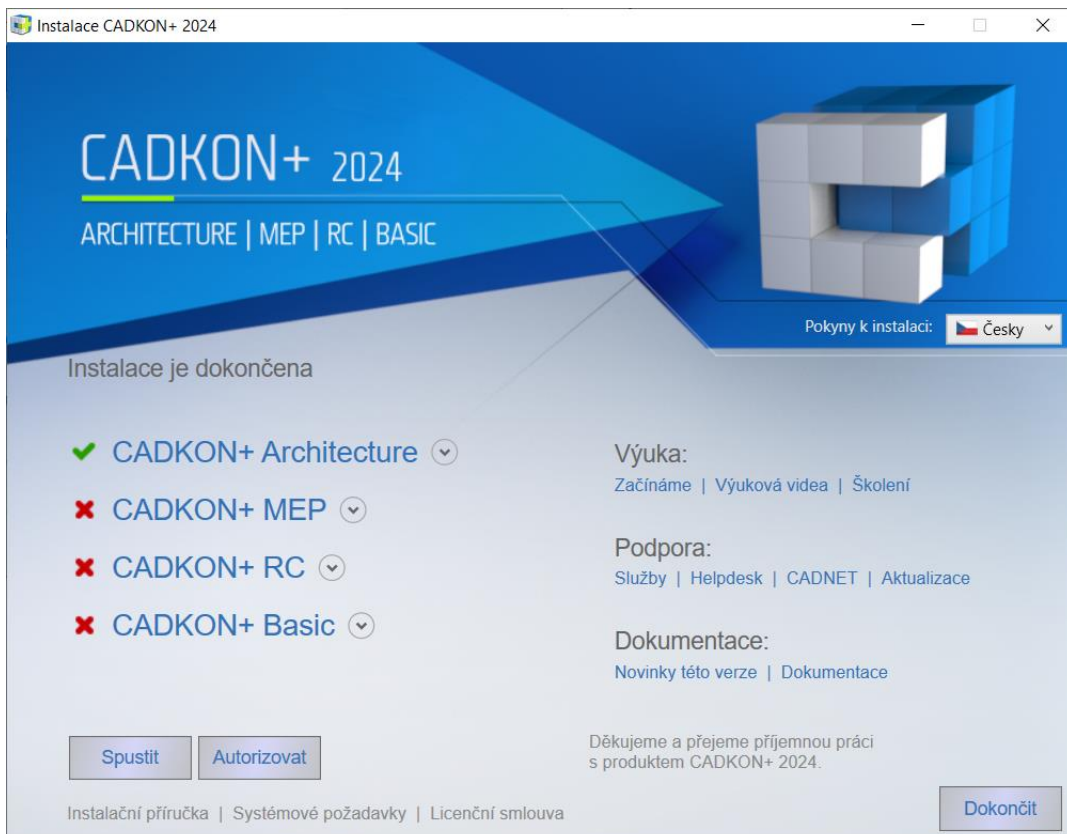 Instalace CADKON+ 2024
CADKON+ 2024
ARCHITECTURE | MEP | RC | BASIC
Pokyny k instalaci: Česky
Instalace je dokončena
CADKON+ Architecture
CADKON+ MEP
CADKON+ RC
CADKON+ Basic
Výuka:
Začínáme | Výuková videa | Školení
Podpora:
Služby | Helpdesk | CADNET | Aktualizace
Dokumentace:
Novinky této verze | Dokumentace
Spustit Autorizovat
Děkujeme a přejeme příjemnou práci
s produktem CADKON+ 2024.
Instalační příručka | Systémové požadavky | Licenční smlouva
Dokončit